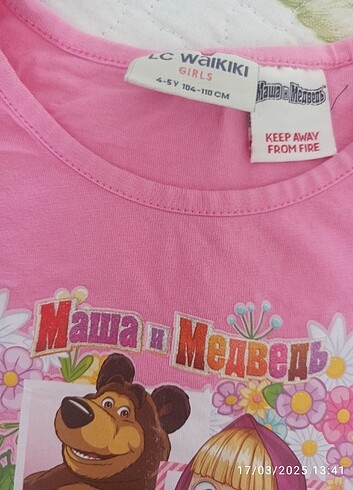 LC WAIKIKI
GIRLS
4-5Y 104-110 CM
Маша и Медведь
KEEP AWAY
FROM FIRE
Маша и Медведь
17/03/2025 13:41